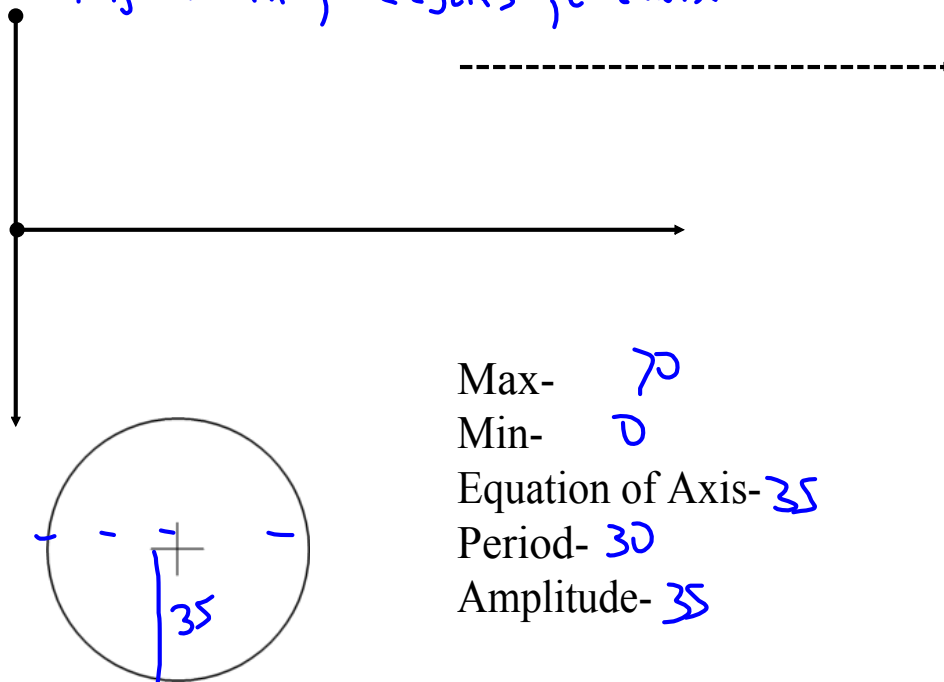 35
Max- 70
Min- 0
Equation of Axis- 35
Period- 30
Amplitude- 35